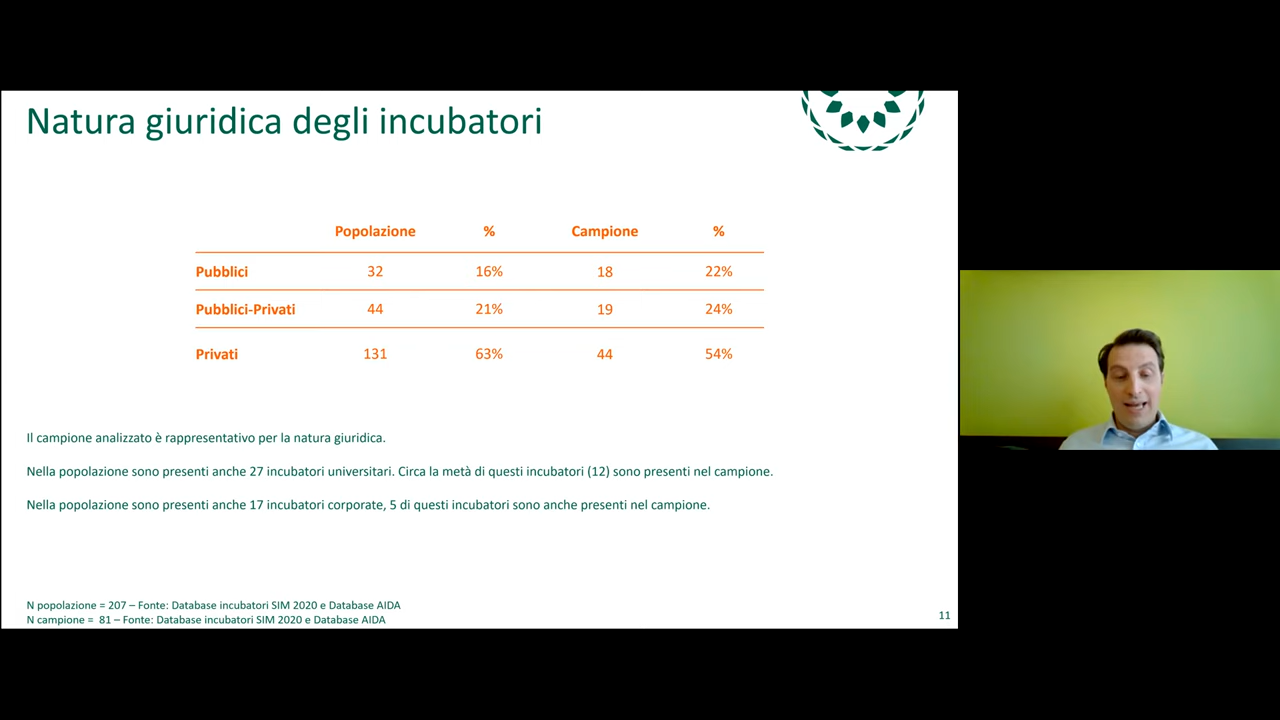 Natura giuridica degli incubatori
Popolazione % Campione %
Pubblici 32 16% 18 22%
Pubblici-Privati 44 21% 19 24%
Privati 131 63% 44 54%
Il campione analizzato è rappresentativo per la natura giuridica.
Nella popolazione sono presenti anche 27 incubatori universitari. Circa la metà di questi incubatori (12) sono presenti nel campione.
Nella popolazione sono presenti anche 17 incubatori corporate, 5 di questi incubatori sono anche presenti nel campione.
N popolazione = 207 – Fonte: Database incubatori SIM 2020 e Database AIDA
N campione = 81 – Fonte: Database incubatori SIM 2020 e Database AIDA
11